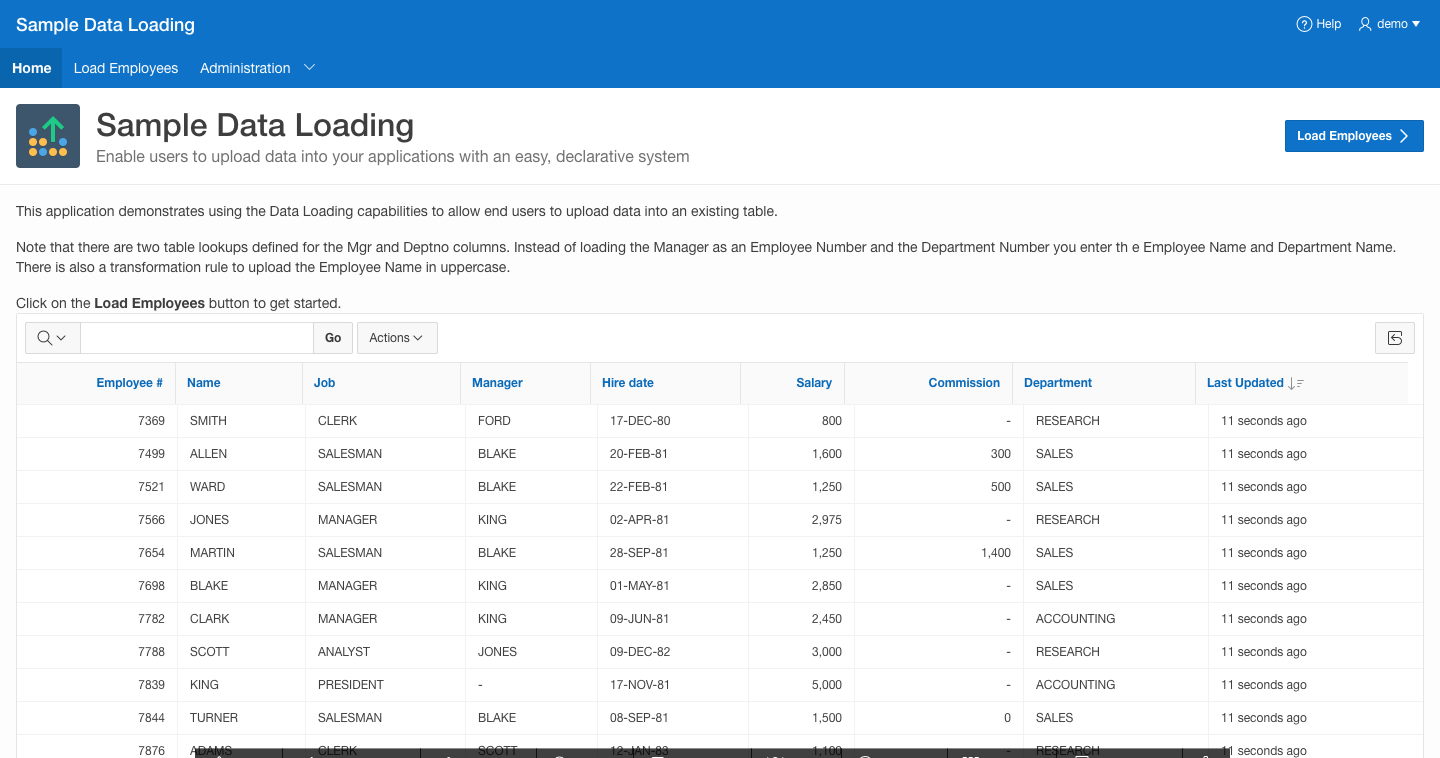 Sample Data Loading
Help demo
Home Load Employees Administration
Sample Data Loading
Enable users to upload data into your applications with an easy, declarative system
Load Employees
This application demonstrates using the Data Loading capabilities to allow end users to upload data into an existing table.
Note that there are two table lookups defined for the Mgr and Deptno columns. Instead of loading the Manager as an Employee Number and the Department Number you enter th e Employee Name and Department Name.
There is also a transformation rule to upload the Employee Name in uppercase.
Click on the Load Employees button to get started.
Go Actions
Employee # Name Job Manager Hire date Salary Commission Department Last Updated
7369 SMITH CLERK FORD 17-DEC-80 800 - RESEARCH 11 seconds ago
7499 ALLEN SALESMAN BLAKE 20-FEB-81 1,600 300 SALES 11 seconds ago
7521 WARD SALESMAN BLAKE 22-FEB-81 1,250 500 SALES 11 seconds ago
7566 JONES MANAGER KING 02-APR-81 2,975 - RESEARCH 11 seconds ago
7654 MARTIN SALESMAN BLAKE 28-SEP-81 1,250 1,400 SALES 11 seconds ago
7698 BLAKE MANAGER KING 01-MAY-81 2,850 - SALES 11 seconds ago
7782 CLARK MANAGER KING 09-JUN-81 2,450 - ACCOUNTING 11 seconds ago
7788 SCOTT ANALYST JONES 09-DEC-82 3,000 - RESEARCH 11 seconds ago
7839 KING PRESIDENT - 17-NOV-81 5,000 - ACCOUNTING 11 seconds ago
7844 TURNER SALESMAN BLAKE 08-SEP-81 1,500 0 SALES 11 seconds ago
7876 ADAMS CLERK SCOTT 12-JAN-83 1,100 - RESEARCH 11 seconds ago